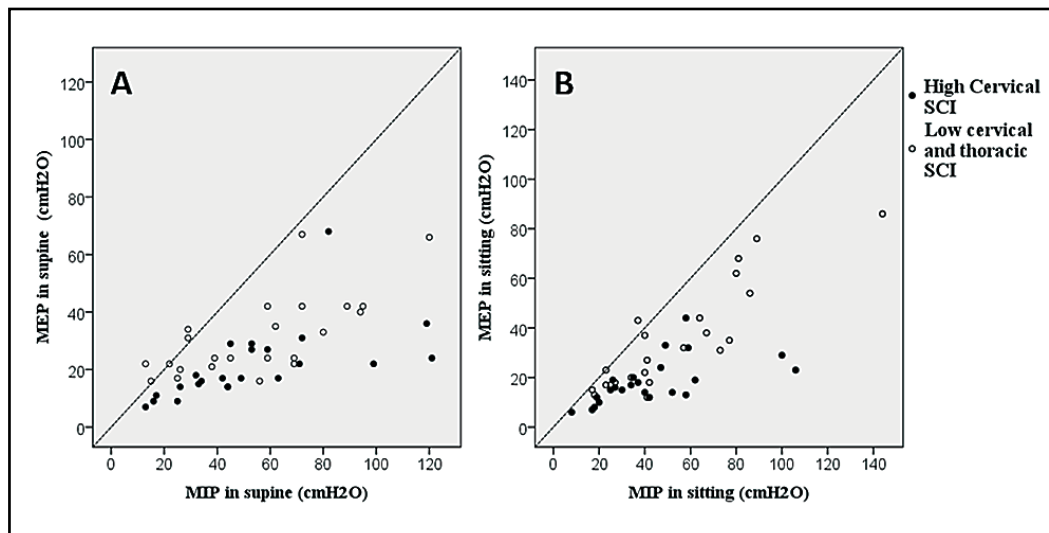 A
120
100
80
60
40
20
0
MEP in supine (cmH2O)
0 20 40 60 80 100 120
MIP in supine (cmH2O)
B
140
120
100
80
60
40
20
0
MEP in sitting (cmH2O)
0 20 40 60 80 100 120 140
MIP in sitting (cmH2O)
High Cervical
SCI
Low cervical
and thoracic
SCI